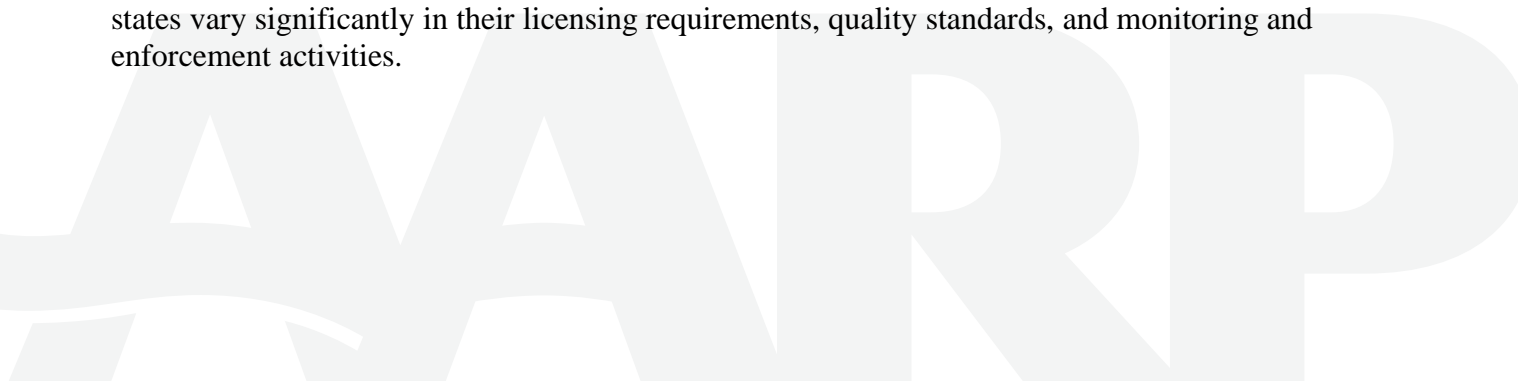 states vary significantly in their licensing requirements, quality standards, and monitoring and
enforcement activities.
AARP